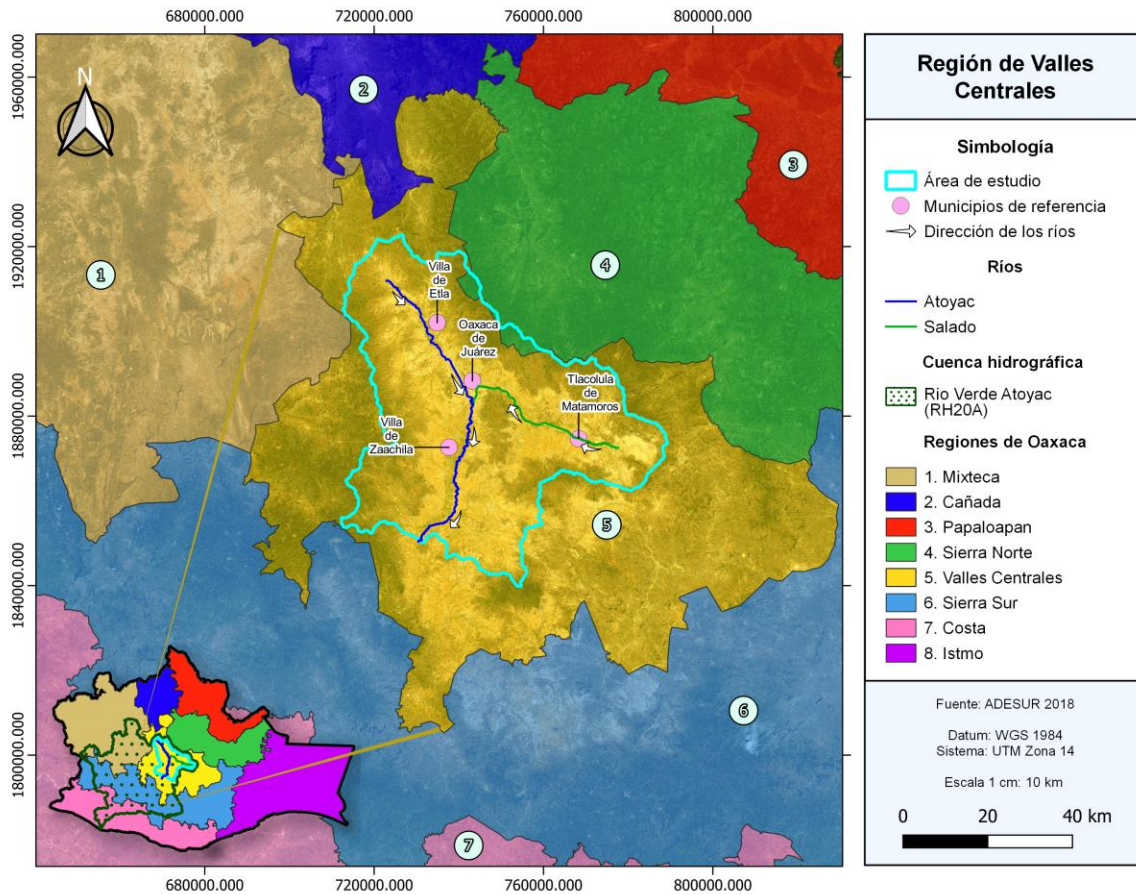 680000.000
720000.000
760000.000
800000.000
1960000.000
1920000.000
1880000.000
1840000.000
1800000.000
N
1
2
3
4
5
6
7
Villa
de
Etla
Oaxaca
de
Juárez
Tlacolula
de
Matamoros
Villa
de
Zaachila
680000.000
720000.000
760000.000
800000.000
Región de Valles
Centrales
Simbología
Área de estudio
Municipios de referencia
Dirección de los ríos
Ríos
Atoyac
Salado
Cuenca hidrográfica
Rio Verde Atoyac
(RH20A)
Regiones de Oaxaca
1. Mixteca
2. Cañada
3. Papaloapan
4. Sierra Norte
5. Valles Centrales
6. Sierra Sur
7. Costa
8. Istmo
Fuente: ADESUR 2018
Datum: WGS 1984
Sistema: UTM Zona 14
Escala 1 cm: 10 km
0 20 40 km